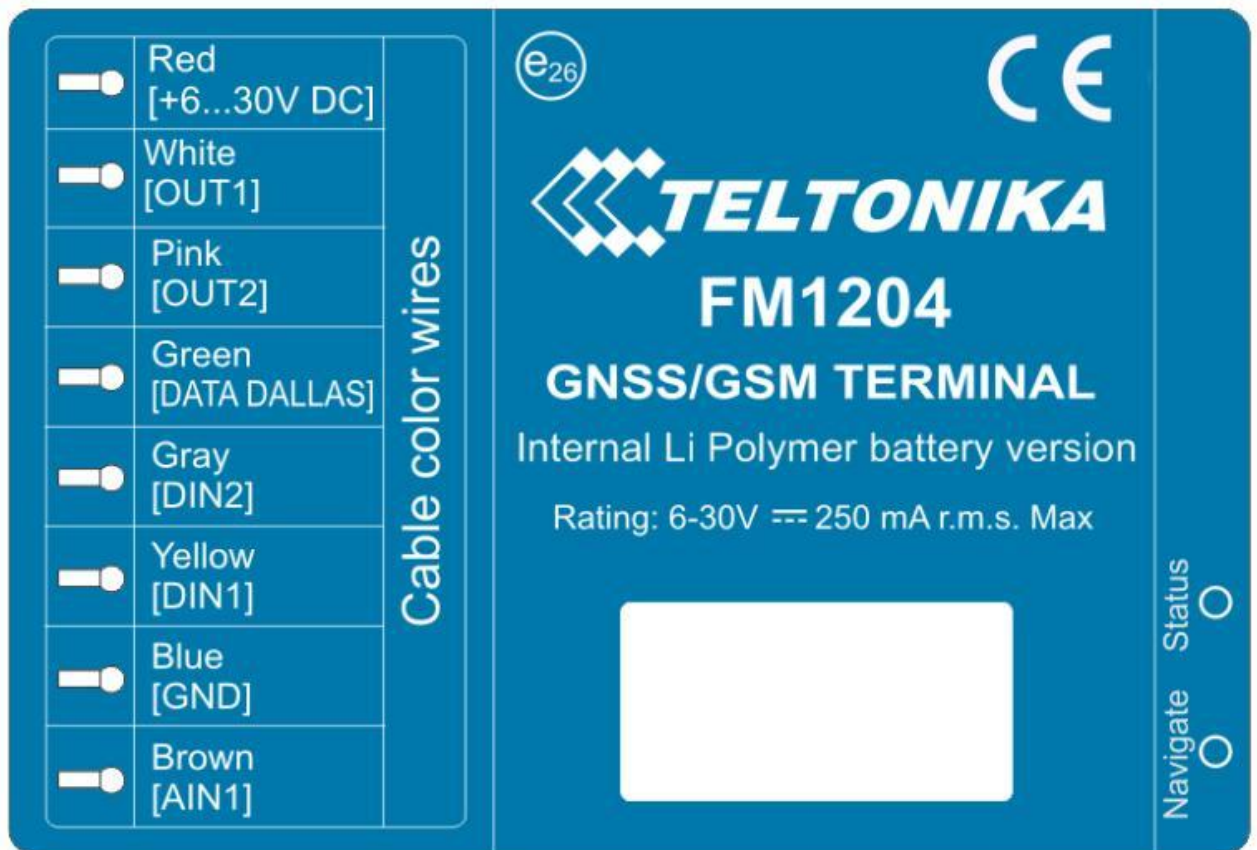 Red
[+6...30V DC]
White
[OUT1]
Pink
[OUT2]
Green
[DATA DALLAS]
Gray
[DIN2]
Yellow
[DIN1]
Blue
[GND]
Brown
[AIN1]
Cable color wires
e26
CE
TELTONIKA
FM1204
GNSS/GSM TERMINAL
Internal Li Polymer battery version
Rating: 6-30V ⎓ 250 mA r.m.s. Max
Status
Navigate